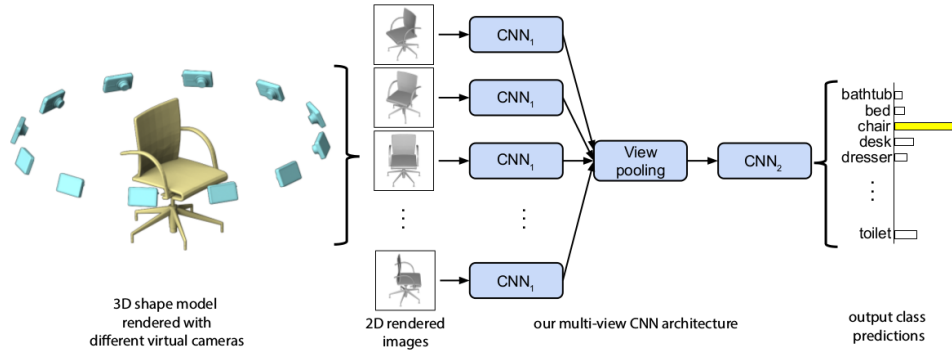 CNN₁
CNN₁
CNN₁
CNN₁
View
pooling
CNN₂
bathtub
bed
chair
desk
dresser
toilet
3D shape model
rendered with
different virtual cameras
2D rendered
images
our multi-view CNN architecture
output class
predictions